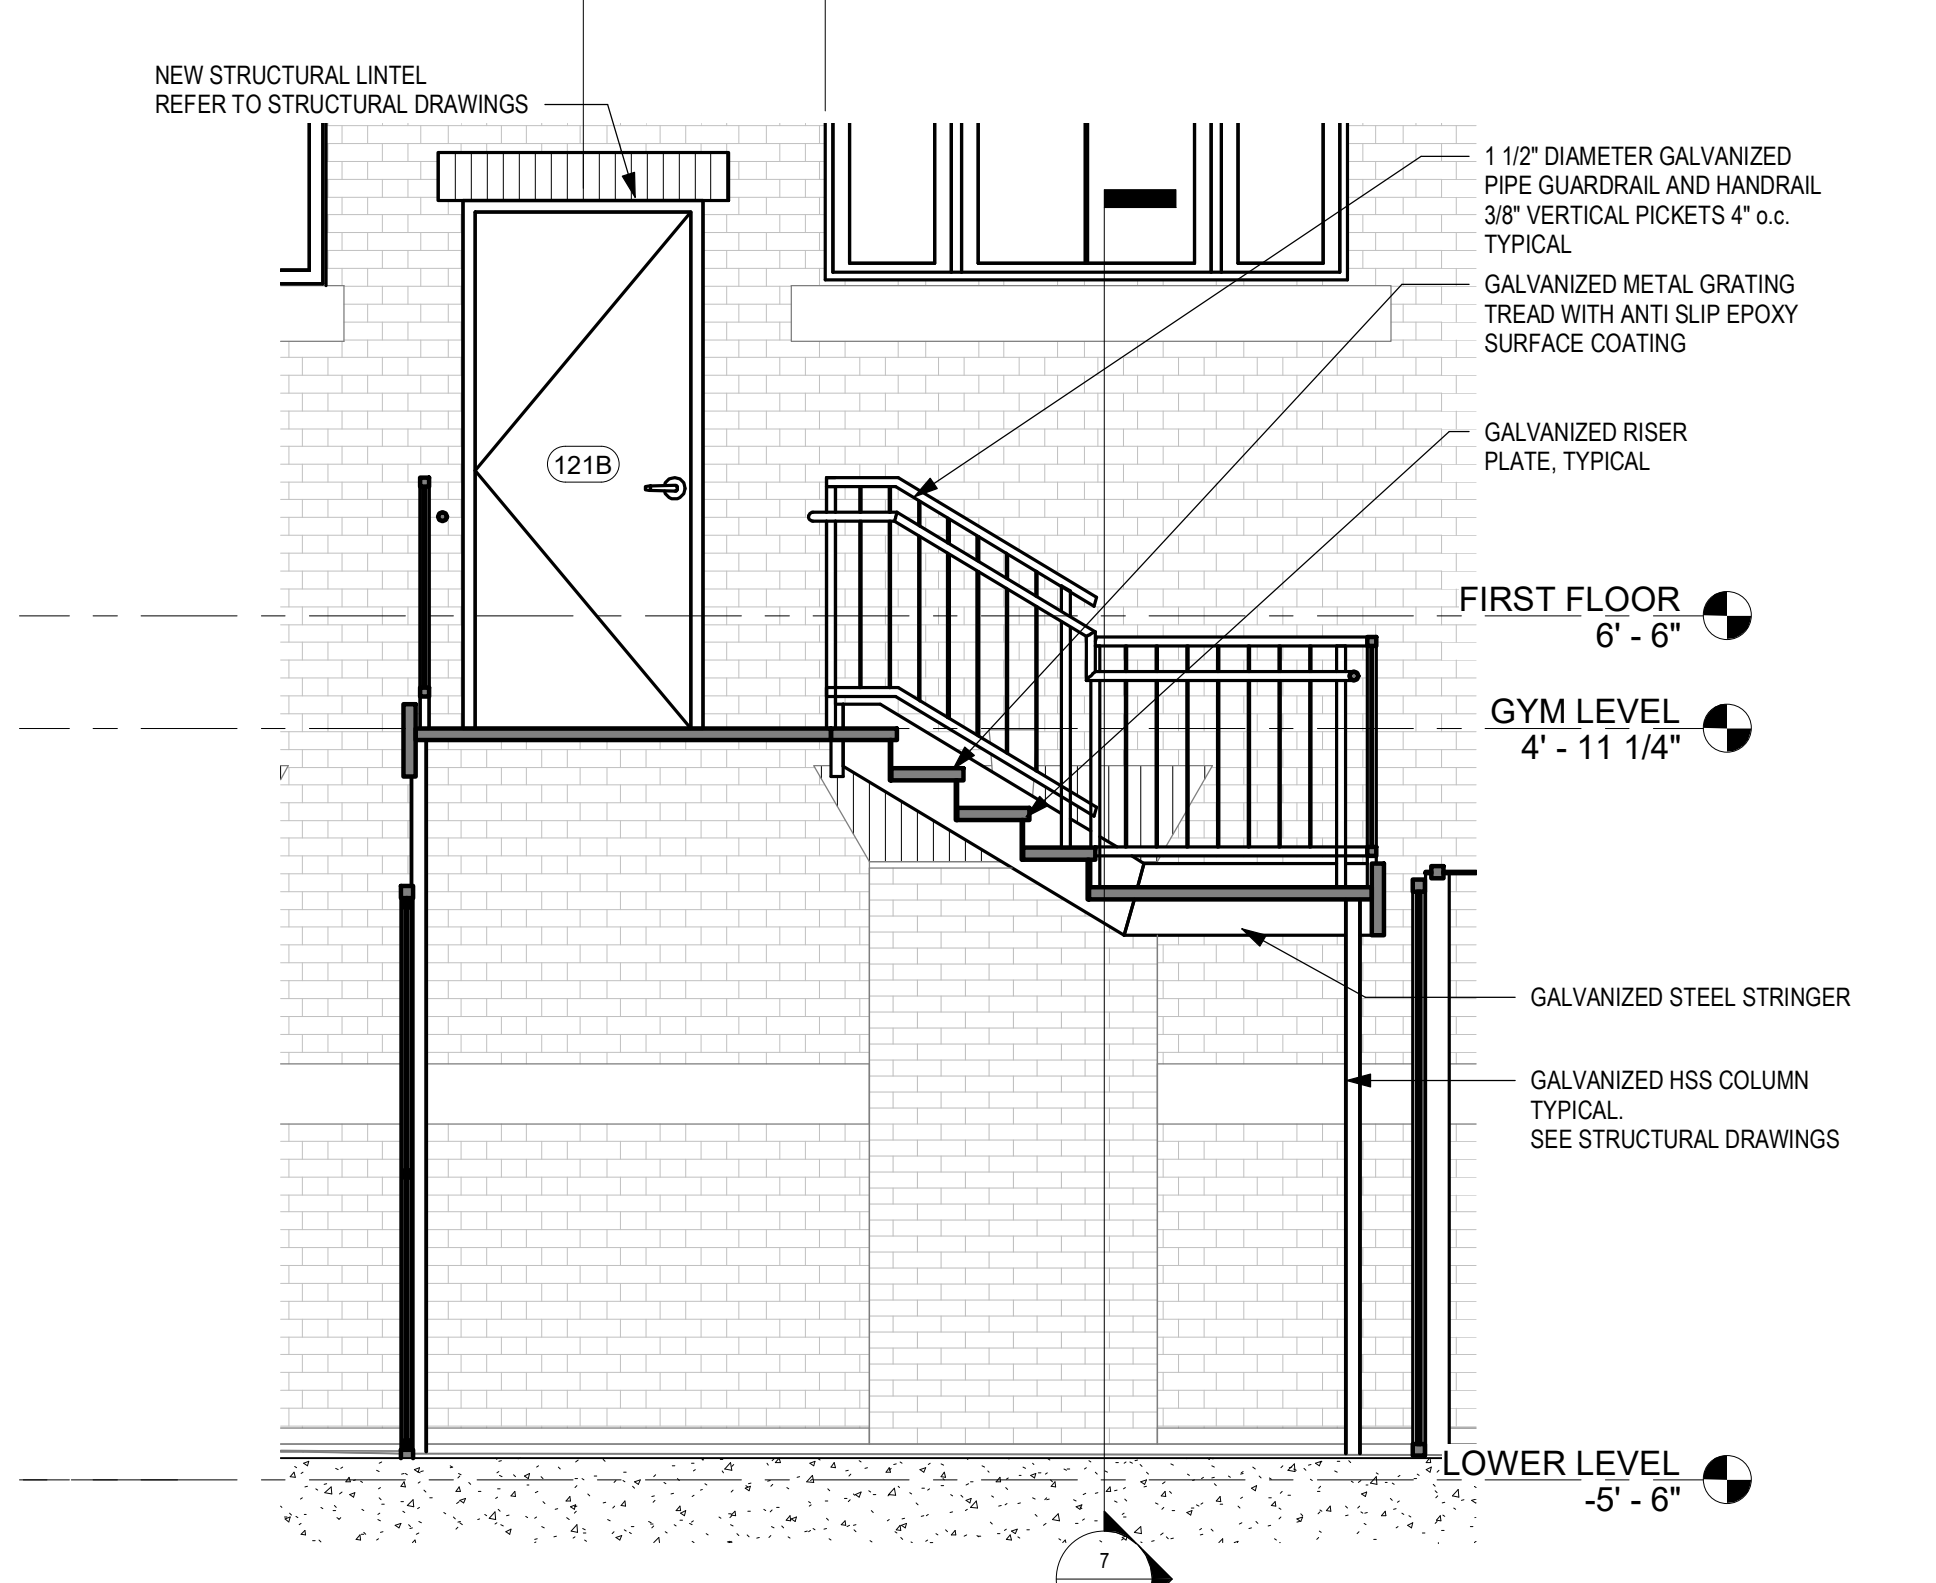 NEW STRUCTURAL LINTEL
REFER TO STRUCTURAL DRAWINGS
1 1/2" DIAMETER GALVANIZED
PIPE GUARDRAIL AND HANDRAIL
3/8" VERTICAL PICKETS 4" o.c.
TYPICAL
GALVANIZED METAL GRATING
TREAD WITH ANTI SLIP EPOXY
SURFACE COATING
GALVANIZED RISER
PLATE, TYPICAL
121B
FIRST FLOOR
6' - 6"
GYM LEVEL
4' - 11 1/4"
GALVANIZED STEEL STRINGER
GALVANIZED HSS COLUMN
TYPICAL.
SEE STRUCTURAL DRAWINGS
LOWER LEVEL
-5' - 6"
7